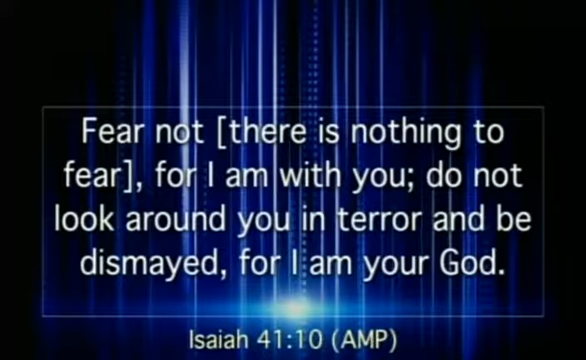 Fear not [there is nothing to
fear], for I am with you; do not
look around you in terror and be
dismayed, for I am your God.
Isaiah 41:10 (AMP)